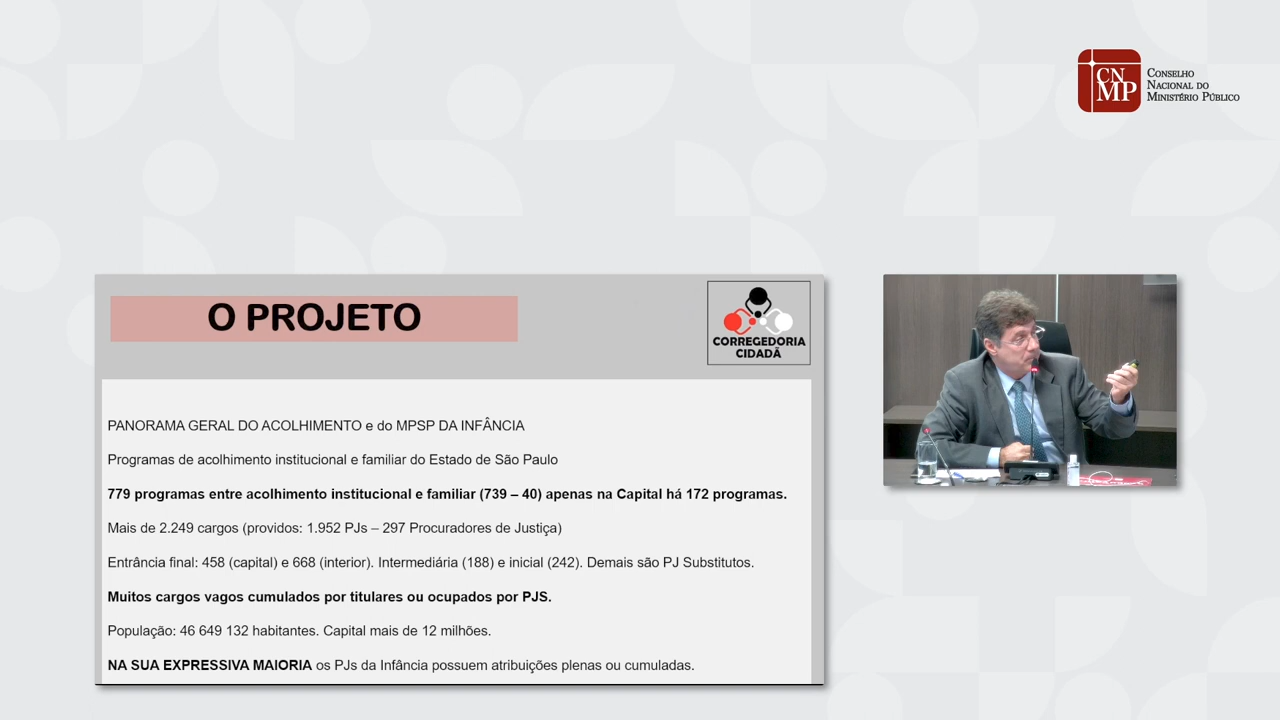 CN
MP
CONSELHO
NACIONAL DO
MINISTÉRIO PÚBLICO
O PROJETO
CORREGEDORIA
CIDADÃ
PANORAMA GERAL DO ACOLHIMENTO e do MPSP DA INFÂNCIA
Programas de acolhimento institucional e familiar do Estado de São Paulo
779 programas entre acolhimento institucional e familiar (739 – 40) apenas na Capital há 172 programas.
Mais de 2.249 cargos (providos: 1.952 PJs – 297 Procuradores de Justiça)
Entrância final: 458 (capital) e 668 (interior). Intermediária (188) e inicial (242). Demais são PJ Substitutos.
Muitos cargos vagos cumulados por titulares ou ocupados por PJS.
População: 46 649 132 habitantes. Capital mais de 12 milhões.
NA SUA EXPRESSIVA MAIORIA os PJs da Infância possuem atribuições plenas ou cumuladas.